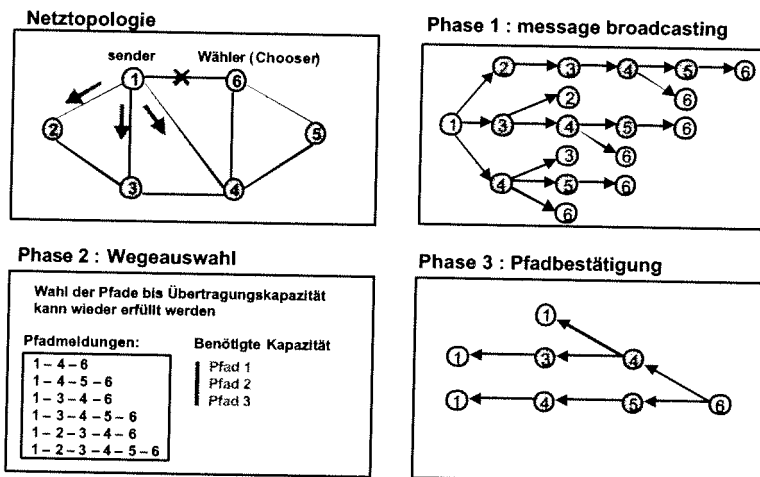 Netztopologie
sender
Wähler (Chooser)
1
6
2
5
3
4
Phase 1 : message broadcasting
2 3 4 5 6
2 6
1 3 4 5 6
3 6
4 5 6
6
Phase 2 : Wegeauswahl
Wahl der Pfade bis Übertragungskapazität
kann wieder erfüllt werden
Pfadmeldungen:
1 – 4 – 6
1 – 4 – 5 – 6
1 – 3 – 4 – 6
1 – 3 – 4 – 5 – 6
1 – 2 – 3 – 4 – 6
1 – 2 – 3 – 4 – 5 – 6
Benötigte Kapazität
Pfad 1
Pfad 2
Pfad 3
Phase 3 : Pfadbestätigung
1
1 3 4
1 4 5 6